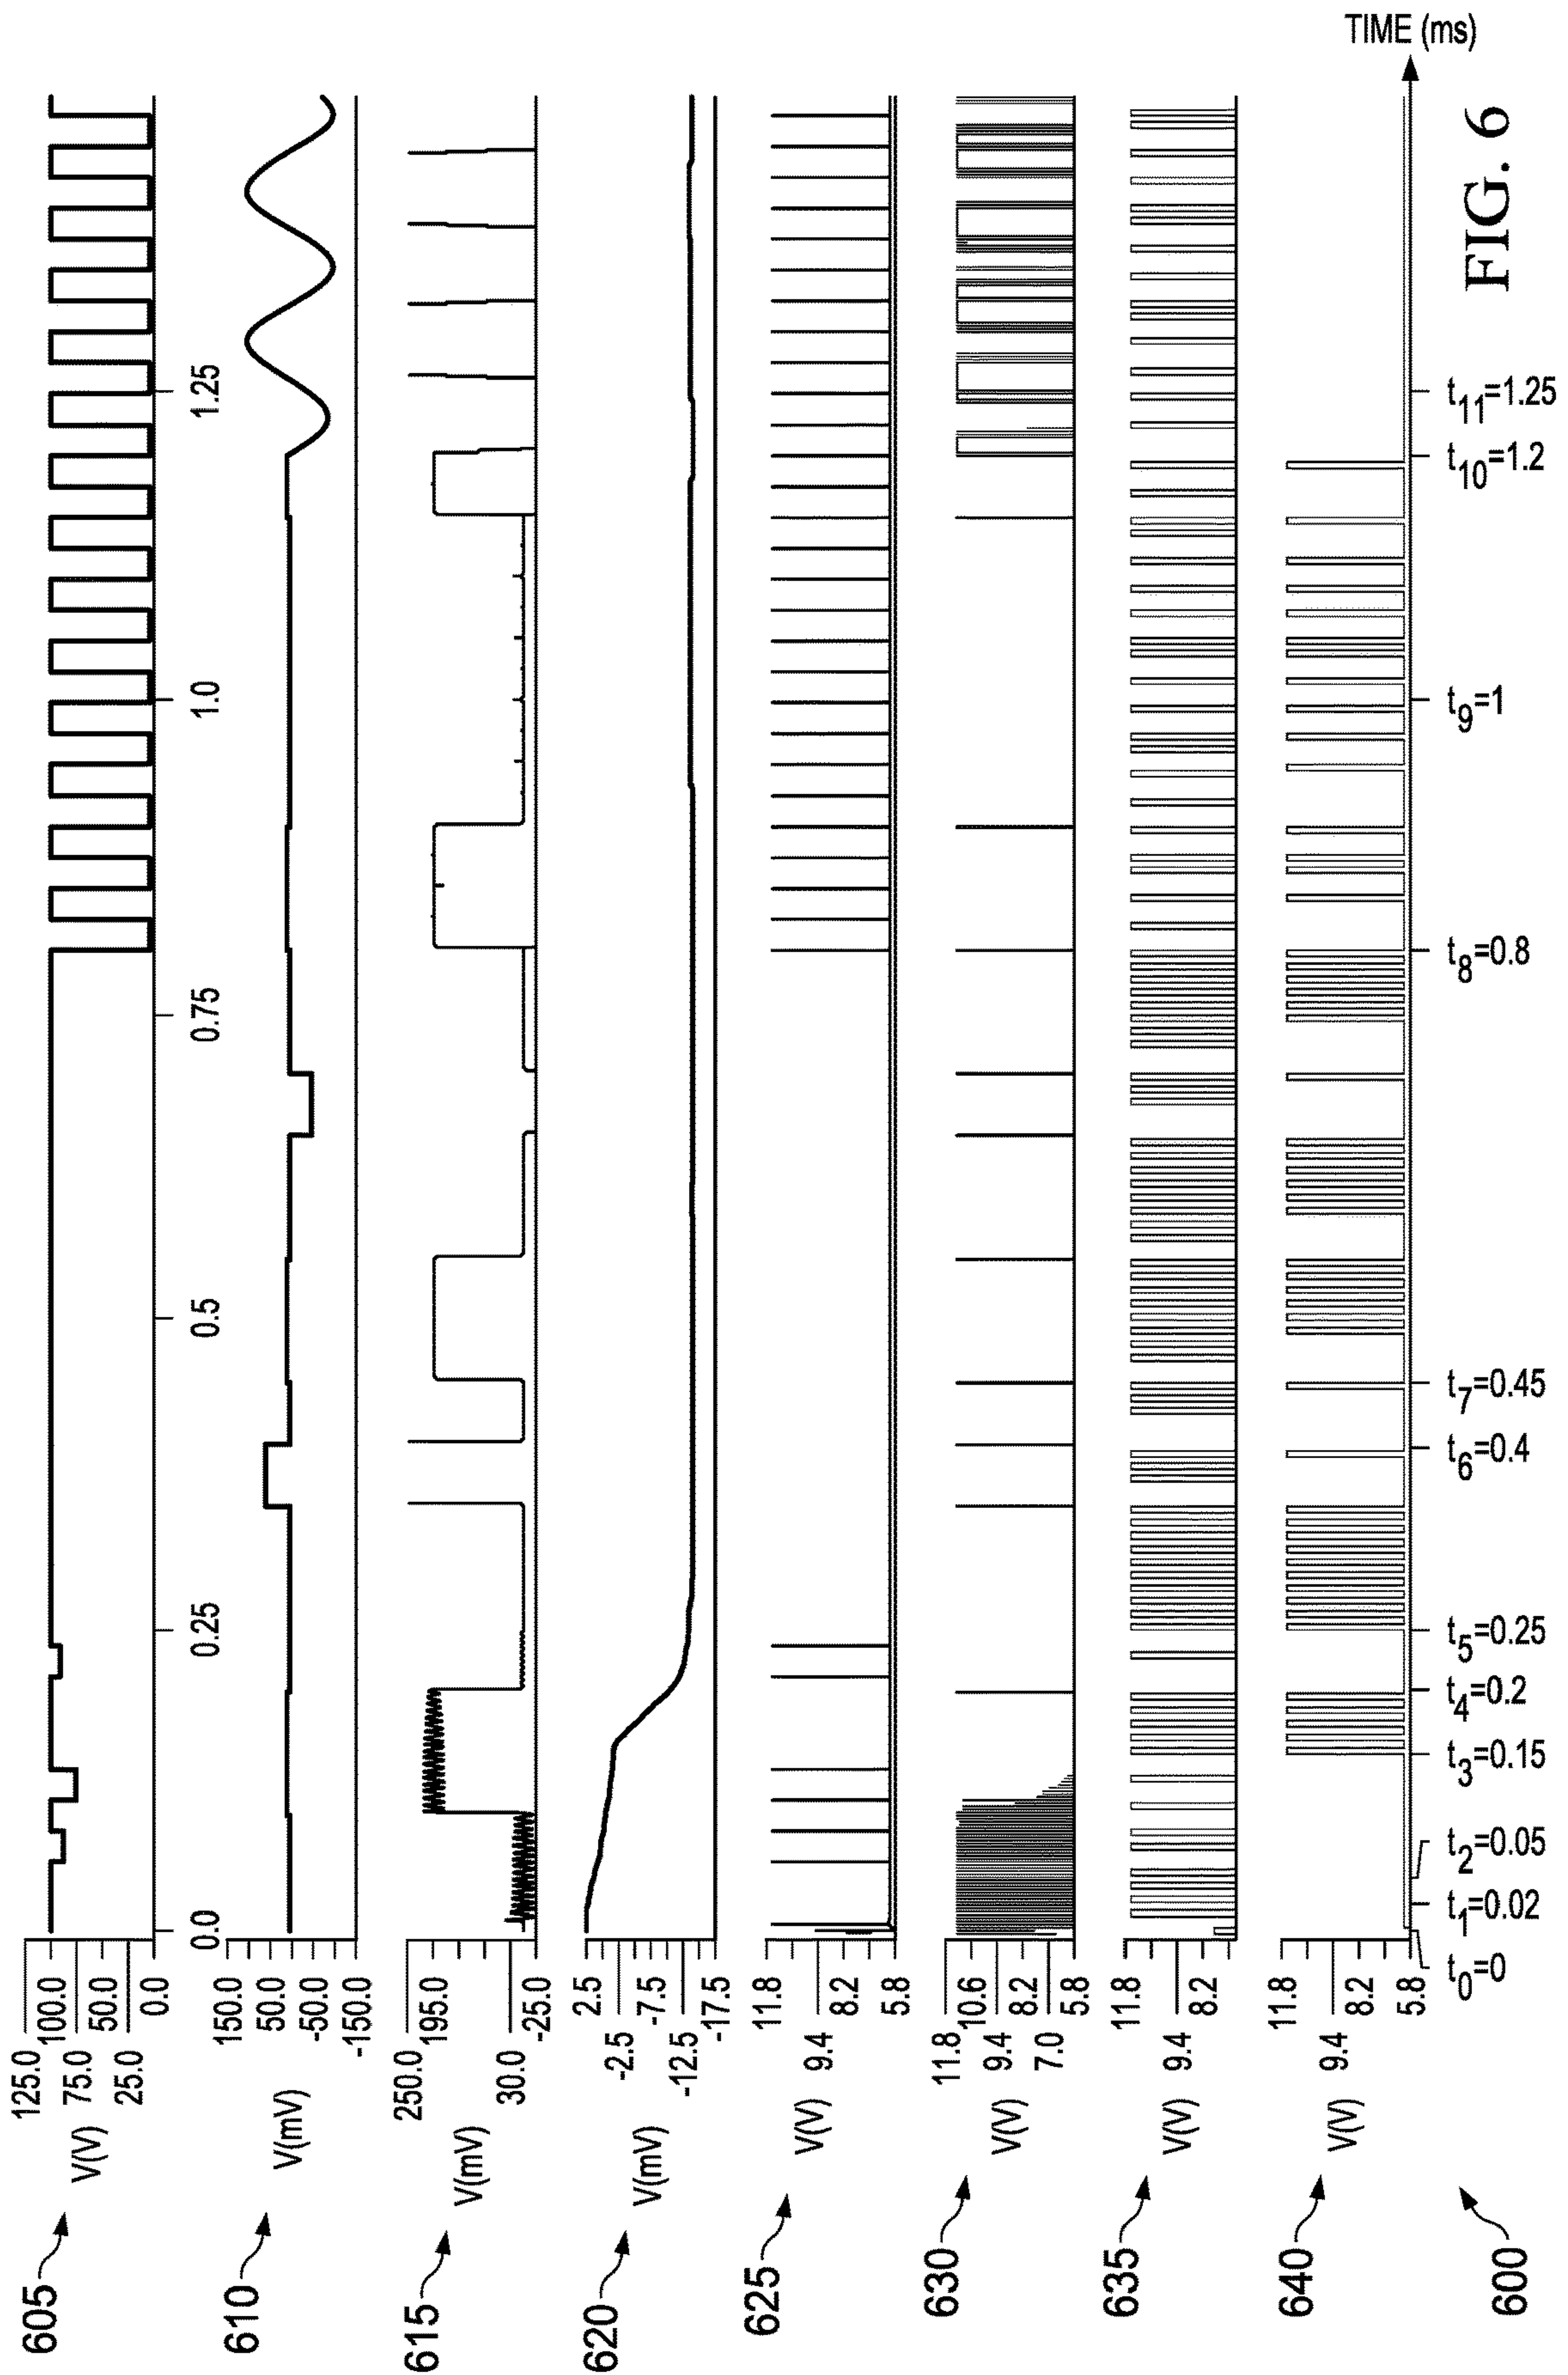 605
V(V)
125.0
100.0
75.0
50.0
25.0
0.0
0.0
0.25
0.5
0.75
1.0
1.25
610
V(mV)
150.0
50.0
-50.0
-150.0
615
V(mV)
250.0
195.0
30.0
-25.0
620
V(mV)
2.5
-2.5
-7.5
-12.5
-17.5
625
V(V)
11.8
9.4
8.2
5.8
630
V(V)
11.8
10.6
9.4
8.2
7.0
5.8
635
V(V)
11.8
9.4
8.2
640
V(V)
11.8
9.4
8.2
5.8
t0=0
t1=0.02
t2=0.05
t3=0.15
t4=0.2
t5=0.25
t6=0.4
t7=0.45
t8=0.8
t9=1
t10=1.2
t11=1.25
TIME (ms)
600
FIG. 6